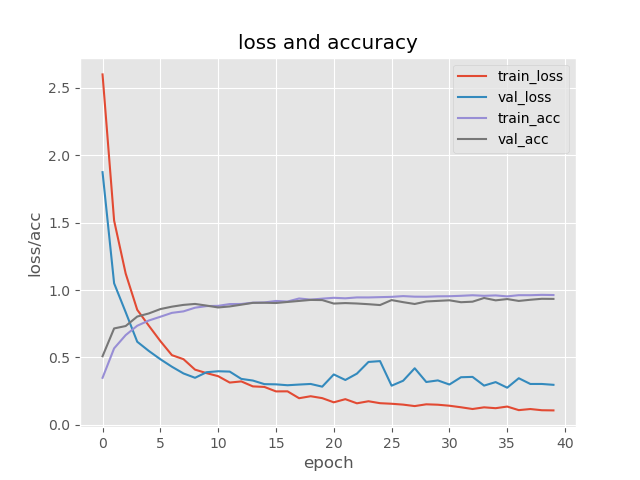 loss and accuracy
train_loss
val_loss
train_acc
val_acc
2.5
2.0
1.5
1.0
0.5
0.0
loss/acc
0 5 10 15 20 25 30 35 40
epoch